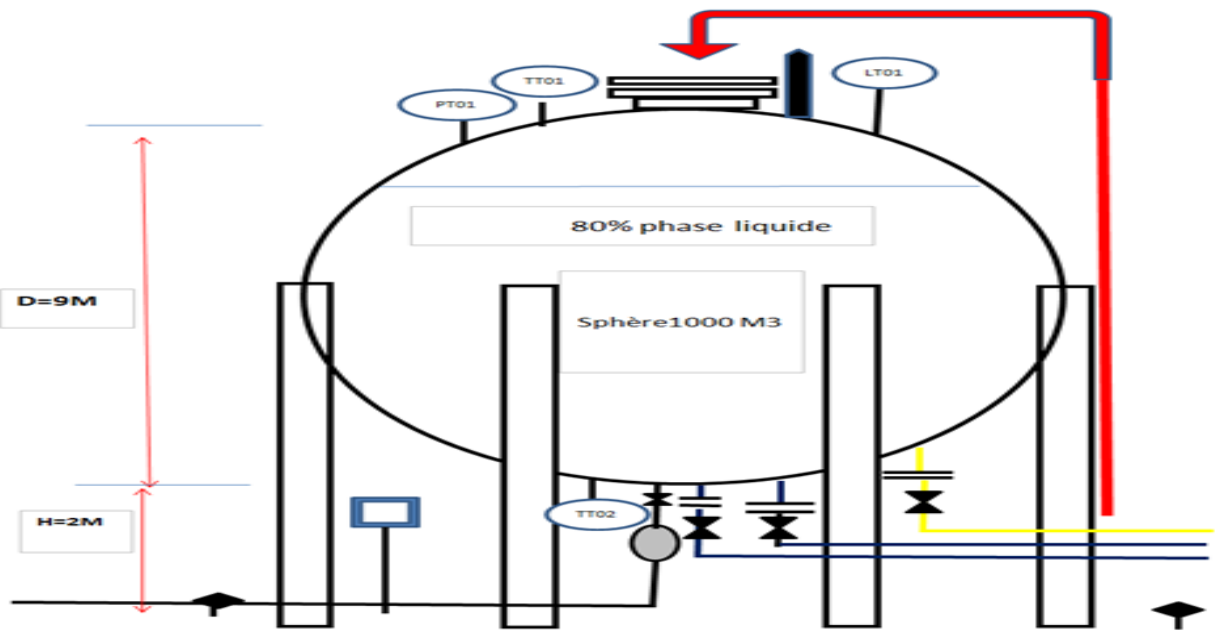 LT01
TT01
PT01
80% phase liquide
D=9M
Sphère1000 M3
H=2M
TT02